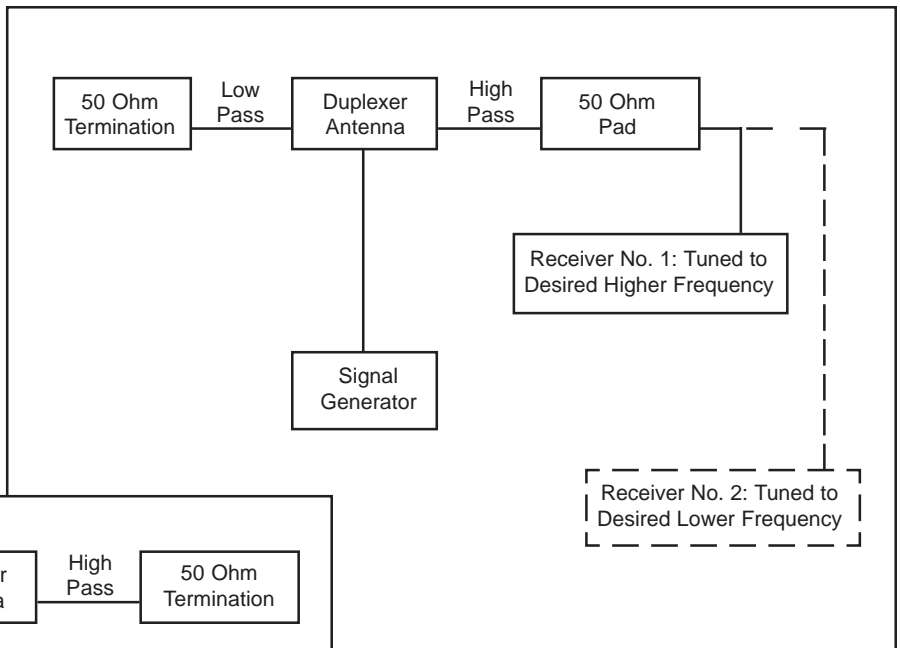 50 Ohm
Termination
Low
Pass
Duplexer
Antenna
High
Pass
50 Ohm
Pad
Receiver No. 1: Tuned to
Desired Higher Frequency
Signal
Generator
Receiver No. 2: Tuned to
Desired Lower Frequency
r
a
High
Pass
50 Ohm
Termination